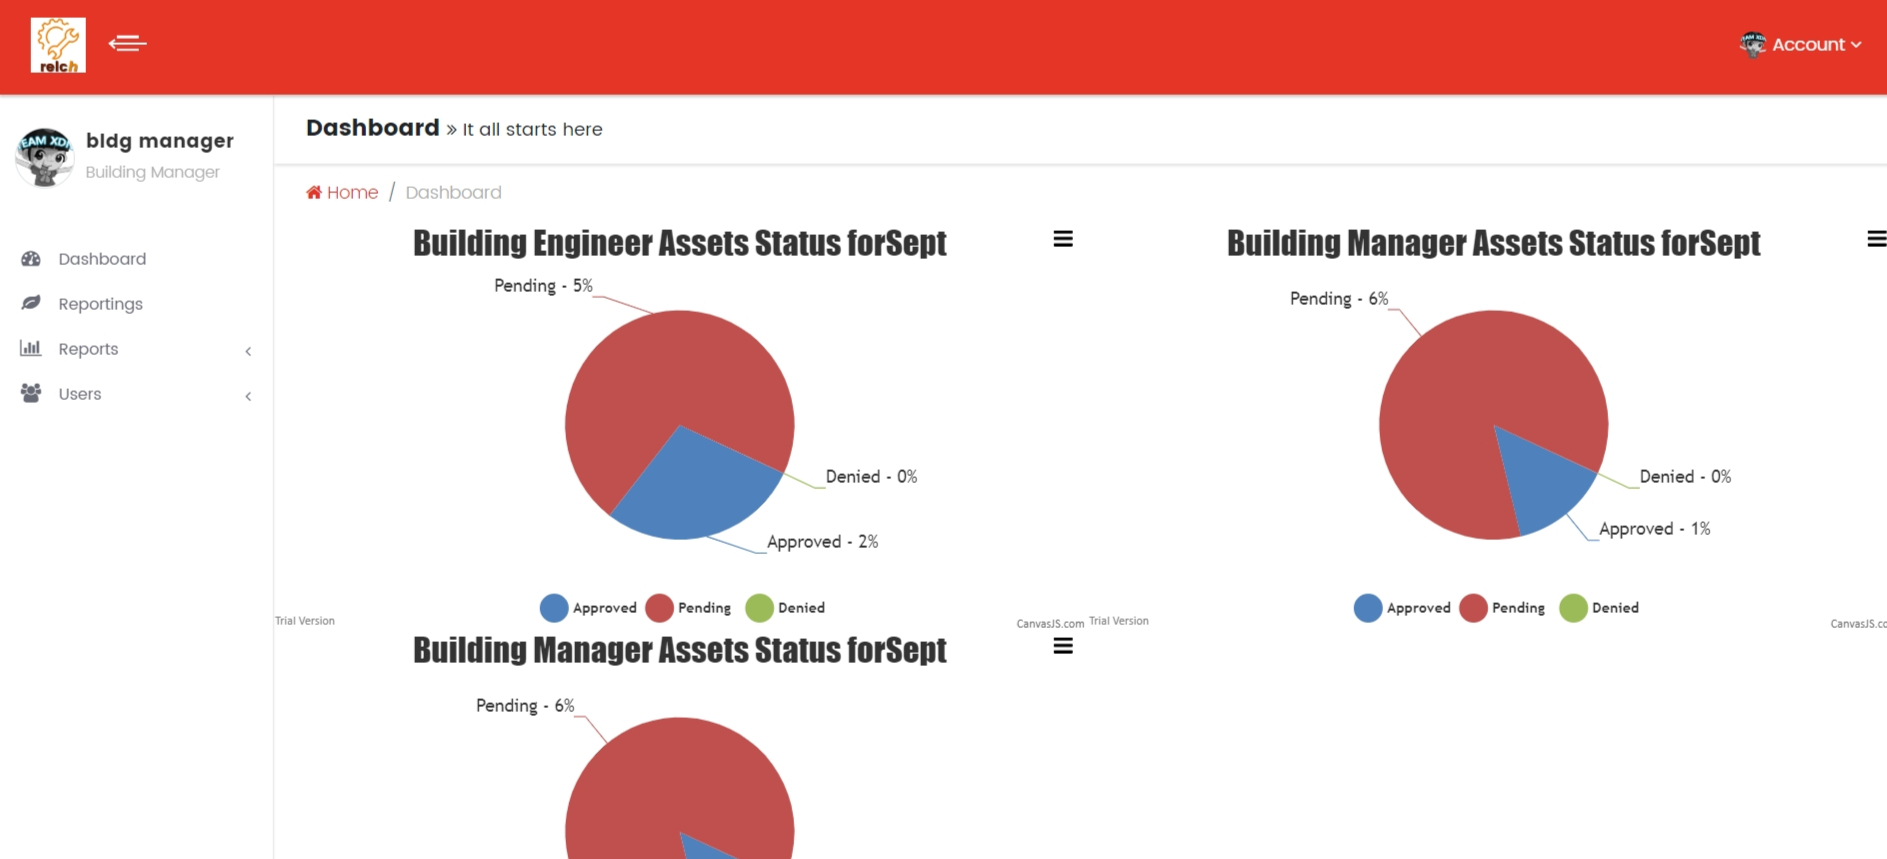 relch
Account
EAM XD
bldg manager
Building Manager
Dashboard
Reportings
Reports
Users
Dashboard » It all starts here
Home / Dashboard
Building Engineer Assets Status forSept
Pending - 5%
Denied - 0%
Approved - 2%
Approved Pending Denied
Trial Version
CanvasJS.com
Building Manager Assets Status forSept
Pending - 6%
Denied - 0%
Approved - 1%
Approved Pending Denied
Trial Version
CanvasJS.co
Building Manager Assets Status forSept
Pending - 6%